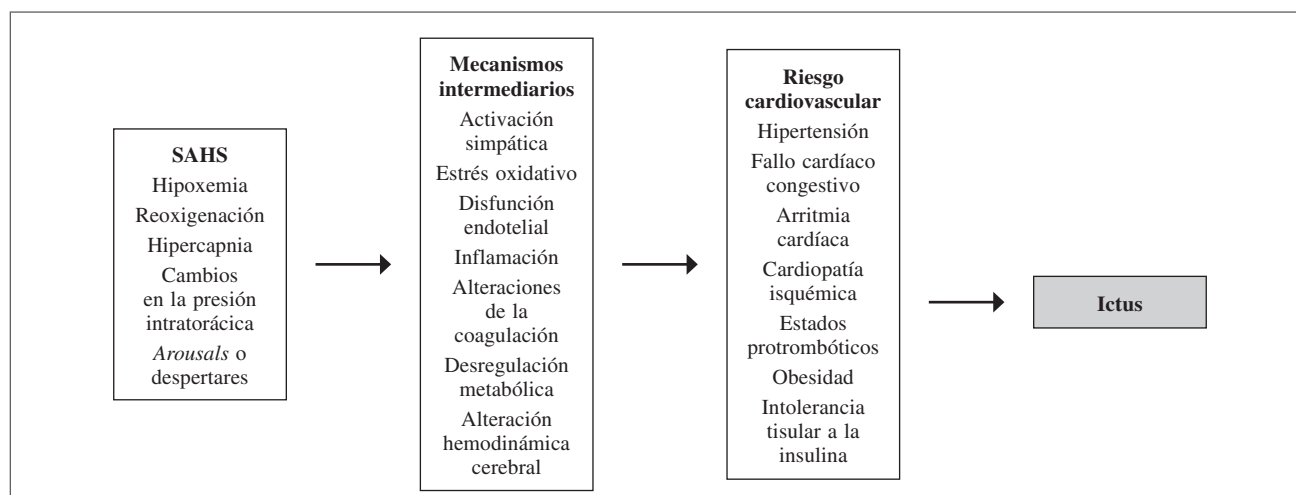 SAHS
Hipoxemia
Reoxigenación
Hipercapnia
Cambios
en la presión
intratorácica
Arousals o
despertares
Mecanismos
intermediarios
Activación
simpática
Estrés oxidativo
Disfunción
endotelial
Inflamación
Alteraciones
de la
coagulación
Desregulación
metabólica
Alteración
hemodinámica
cerebral
Riesgo
cardiovascular
Hipertensión
Fallo cardíaco
congestivo
Arritmia
cardíaca
Cardiopatía
isquémica
Estados
protrombóticos
Obesidad
Intolerancia
tisular a la
insulina
Ictus